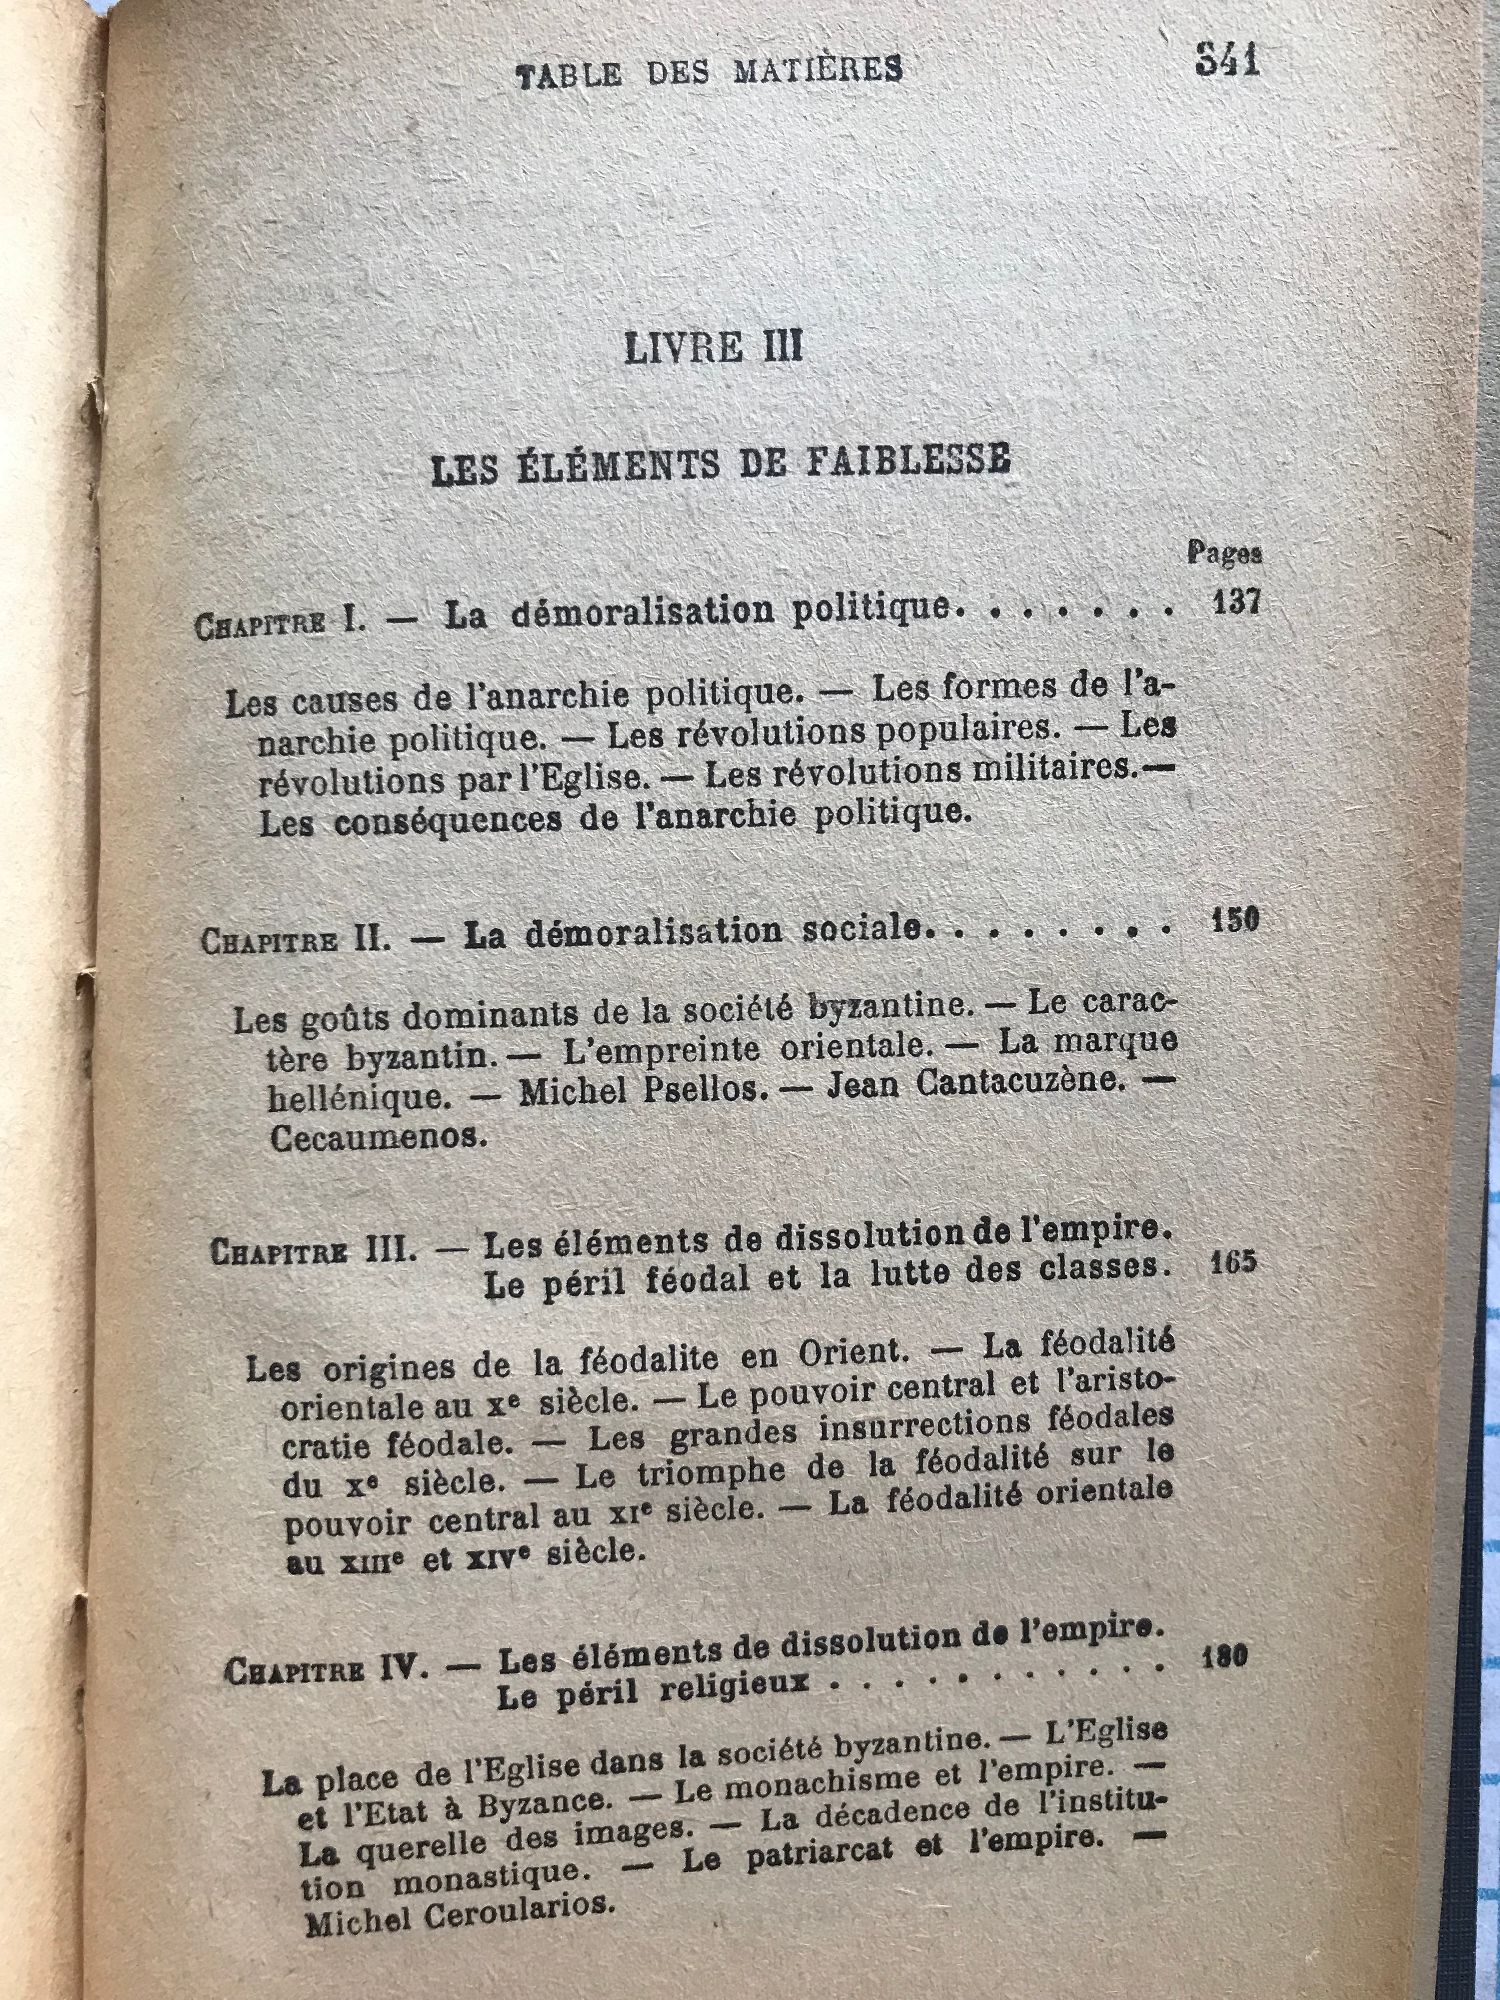 TABLE DES MATIÈRES 341
LIVRE III
LES ÉLÉMENTS DE FAIBLESSE
Pages
CHAPITRE I. — La démoralisation politique. . . . . . . 137
Les causes de l'anarchie politique. — Les formes de l'a-
narchie politique. — Les révolutions populaires. — Les
révolutions par l'Eglise. — Les révolutions militaires. —
Les conséquences de l'anarchie politique.
CHAPITRE II. — La démoralisation sociale. . . . . . . . 150
Les goûts dominants de la société byzantine. — Le carac-
tère byzantin. — L'empreinte orientale. — La marque
hellénique. — Michel Psellos. — Jean Cantacuzène. —
Cecaumenos.
CHAPITRE III. — Les éléments de dissolution de l'empire.
Le péril féodal et la lutte des classes. 165
Les origines de la féodalite en Orient. — La féodalité
orientale au Xe siècle. — Le pouvoir central et l'aristo-
cratie féodale. — Les grandes insurrections féodales
du Xe siècle. — Le triomphe de la féodalité sur le
pouvoir central au XIe siècle. — La féodalité orientale
au XIIIe et XIVe siècle.
CHAPITRE IV. — Les éléments de dissolution de l'empire.
Le péril religieux . . . . . . . . . . . 180
La place de l'Eglise dans la société byzantine. — L'Eglise
et l'Etat à Byzance. — Le monachisme et l'empire. —
La querelle des images. — La décadence de l'institu-
tion monastique. — Le patriarcat et l'empire. —
Michel Ceroularios.